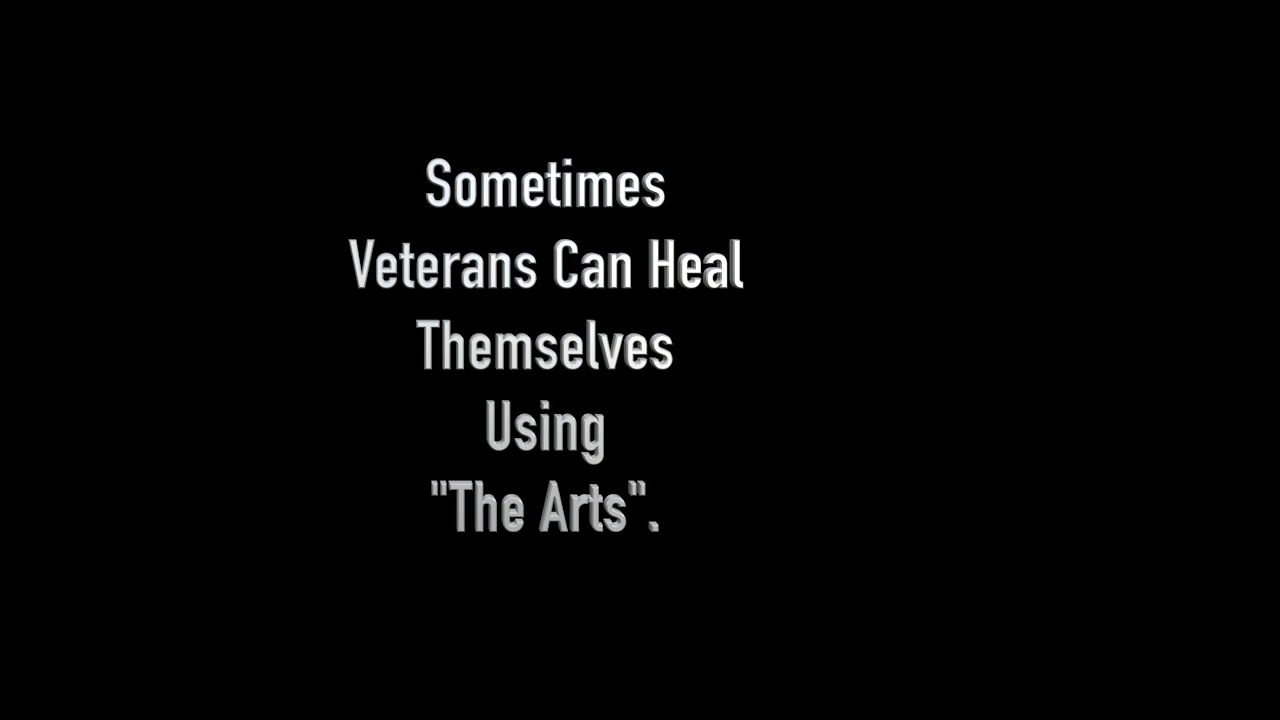 Sometimes
Veterans Can Heal
Themselves
Using
"The Arts".